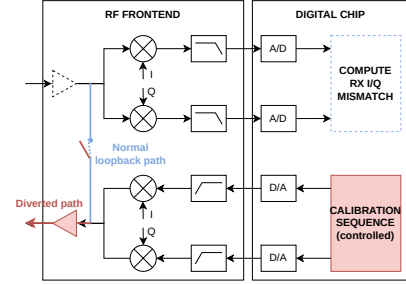 RF FRONTEND
DIGITAL CHIP
A/D
I
Q
A/D
COMPUTE
RX I/Q
MISMATCH
Normal
loopback path
Diverted path
D/A
I
Q
D/A
CALIBRATION
SEQUENCE
(controlled)